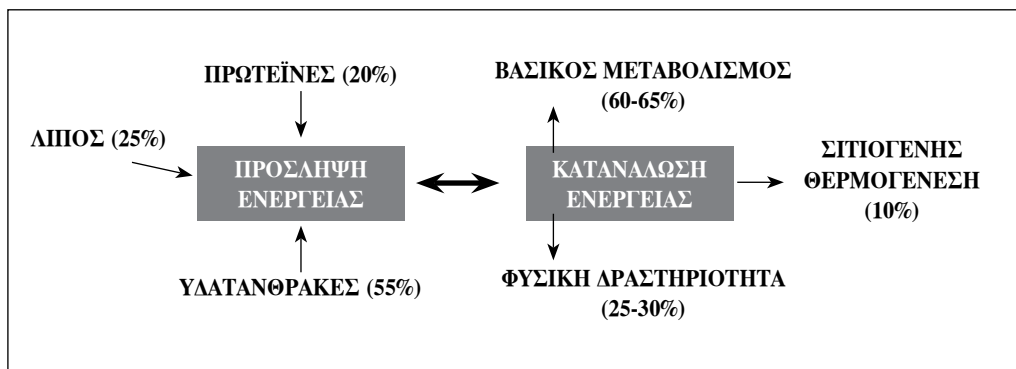 ΠΡΩΤΕΪΝΕΣ (20%)
ΛΙΠΟΣ (25%)
ΠΡΟΣΛΗΨΗ
ΕΝΕΡΓΕΙΑΣ
ΥΔΑΤΑΝΘΡΑΚΕΣ (55%)
ΒΑΣΙΚΟΣ ΜΕΤΑΒΟΛΙΣΜΟΣ
(60-65%)
ΚΑΤΑΝΑΛΩΣΗ
ΕΝΕΡΓΕΙΑΣ
ΣΙΤΙΟΓΕΝΗΣ
ΘΕΡΜΟΓΕΝΕΣΗ
(10%)
ΦΥΣΙΚΗ ΔΡΑΣΤΗΡΙΟΤΗΤΑ
(25-30%)